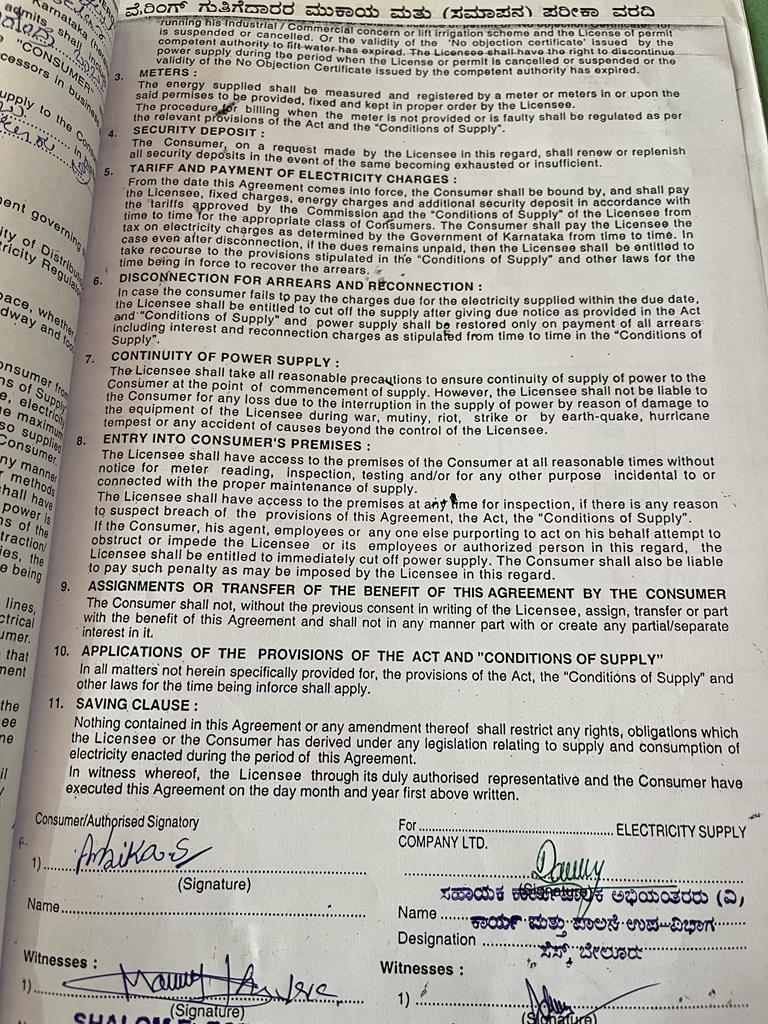 ವೈರಿಂಗ್ ಗುತ್ತಿಗೆದಾರರ ಮುಕಾಯ ಮತು (ಸಮಾಪನ) ಪರೀಕಾ ವರದಿ
running his Industrial / Commercial concern or lift irrigation scheme and the License of permit
is suspended or cancelled. Or the validity of the 'No objection certificate' issued by the
competent authority to lift water has expired. The Licensee shall have the right to discontinue
power supply during the period when the License or permit is cancelled or suspended or the
validity of the No Objection Certificate issued by the competent authority has expired.
3. METERS :
The energy supplied shall be measured and registered by a meter or meters in or upon the
said permises to be provided, fixed and kept in proper order by the Licensee.
The procedure for billing when the meter is not provided or is faulty shall be regulated as per
the relevant provisions of the Act and the “Conditions of Supply”.
4. SECURITY DEPOSIT :
The Consumer, on a request made by the Licensee in this regard, shall renew or replenish
all security deposits in the event of the same becoming exhausted or insufficient.
5. TARIFF AND PAYMENT OF ELECTRICITY CHARGES :
From the date this Agreement comes into force, the Consumer shall be bound by, and shall pay
the Licensee, fixed charges, energy charges and additional security deposit in accordance with
the tariffs approved by the Commission and the “Conditions of Supply” of the Licensee from
time to time for the appropriate class of Consumers. The Consumer shall pay the Licensee the
tax on electricity charges as determined by the Government of Karnataka from time to time. In
case even after disconnection, if the dues remains unpaid, then the Licensee shall be entitled to
take recourse to the provisions stipulated in the “Conditions of Supply” and other laws for the
time being in force to recover the arrears.
6. DISCONNECTION FOR ARREARS AND RECONNECTION :
In case the consumer fails to pay the charges due for the electricity supplied within the due date,
the Licensee shall be entitled to cut off the supply after giving due notice as provided in the Act
and “Conditions of Supply” and power supply shall be restored only on payment of all arrears
including interest and reconnection charges as stipulated from time to time in the “Conditions of
Supply”.
7. CONTINUITY OF POWER SUPPLY :
The Licensee shall take all reasonable precautions to ensure continuity of supply of power to the
Consumer at the point of commencement of supply. However, the Licensee shall not be liable to
the Consumer for any loss due to the interruption in the supply of power by reason of damage to
the equipment of the Licensee during war, mutiny, riot, strike or by earth-quake, hurricane
tempest or any accident of causes beyond the control of the Licensee.
8. ENTRY INTO CONSUMER'S PREMISES :
The Licensee shall have access to the premises of the Consumer at all reasonable times without
notice for meter reading, inspection, testing and/or for any other purpose incidental to or
connected with the proper maintenance of supply.
The Licensee shall have access to the premises at any time for inspection, if there is any reason
to suspect breach of the provisions of this Agreement, the Act, the “Conditions of Supply”.
If the Consumer, his agent, employees or any one else purporting to act on his behalf attempt to
obstruct or impede the Licensee or its employees or authorized person in this regard, the
Licensee shall be entitled to immediately cut off power supply. The Consumer shall also be liable
to pay such penalty as may be imposed by the Licensee in this regard.
9. ASSIGNMENTS OR TRANSFER OF THE BENEFIT OF THIS AGREEMENT BY THE CONSUMER
The Consumer shall not, without the previous consent in writing of the Licensee, assign, transfer or part
with the benefit of this Agreement and shall not in any manner part with or create any partial/separate
interest in it.
10. APPLICATIONS OF THE PROVISIONS OF THE ACT AND ”CONDITIONS OF SUPPLY”
In all matters not herein specifically provided for, the provisions of the Act, the “Conditions of Supply” and
other laws for the time being inforce shall apply.
11. SAVING CLAUSE :
Nothing contained in this Agreement or any amendment thereof shall restrict any rights, obligations which
the Licensee or the Consumer has derived under any legislation relating to supply and consumption of
electricity enacted during the period of this Agreement.
In witness whereof, the Licensee through its duly authorised representative and the Consumer have
executed this Agreement on the day month and year first above written.
Consumer/Authorised Signatory
1) Ambika S
(Signature)
Name
Witnesses :
1)
(Signature)
For ELECTRICITY SUPPLY
COMPANY LTD.
(Signature)
ಸಹಾಯಕ ಕಾರ್ಯಪಾಲಕ ಅಭಿಯಂತರರು (ವಿ,
Name ಕಾರ್ಯ ಮತ್ತು ಪಾಲನೆ ಉಪ-ವಿಭಾಗ
Designation ಸೆಸ್ಕ್ ಬೇಲೂರು
Witnesses :
1)
(Signature)